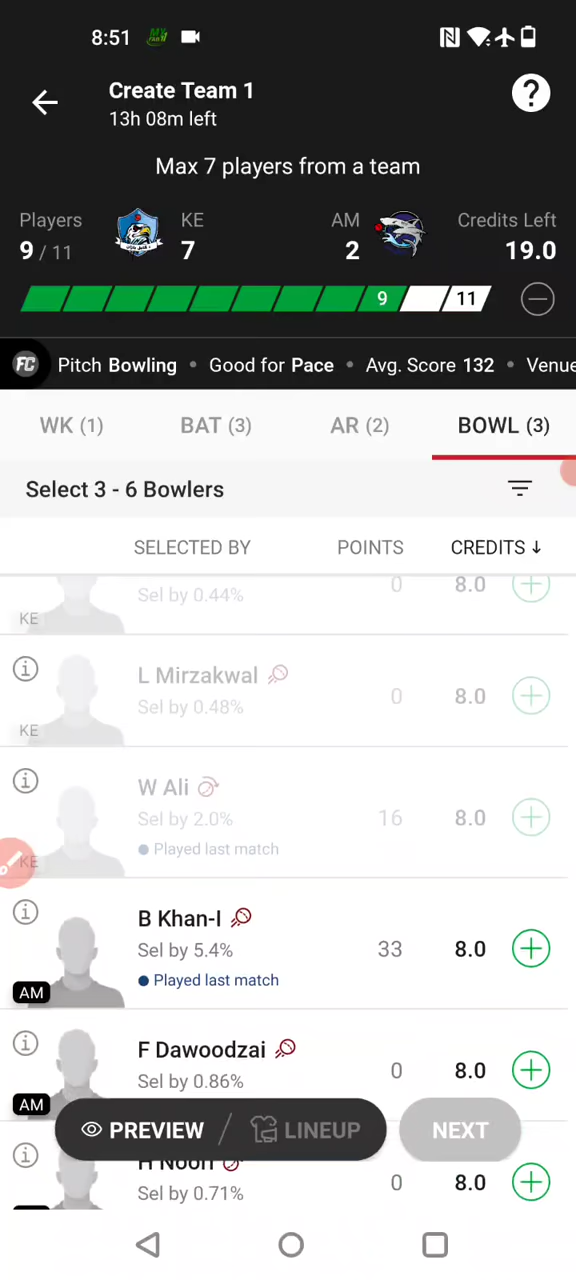 8:51
Create Team 1
13h 08m left
Max 7 players from a team
Players KE AM Credits Left
9 / 11 7 2 19.0
9 11
FC Pitch Bowling • Good for Pace • Avg. Score 132 • Venue
WK (1) BAT (3) AR (2) BOWL (3)
Select 3 - 6 Bowlers
SELECTED BY POINTS CREDITS ↓
Sel by 0.44% 0 8.0
KE
L Mirzakwal
Sel by 0.48% 0 8.0
KE
W Ali
Sel by 2.0% 16 8.0
Played last match
KE
B Khan-I
Sel by 5.4% 33 8.0
Played last match
AM
F Dawoodzai
Sel by 0.86% 0 8.0
AM
PREVIEW / LINEUP NEXT
H Noori
Sel by 0.71% 0 8.0